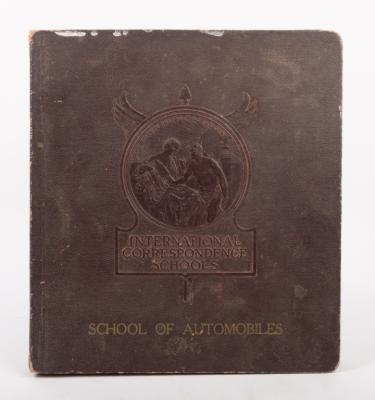 INTERNATIONAL
CORRESPONDENCE
SCHOOLS
SCHOOL OF AUTOMOBILES